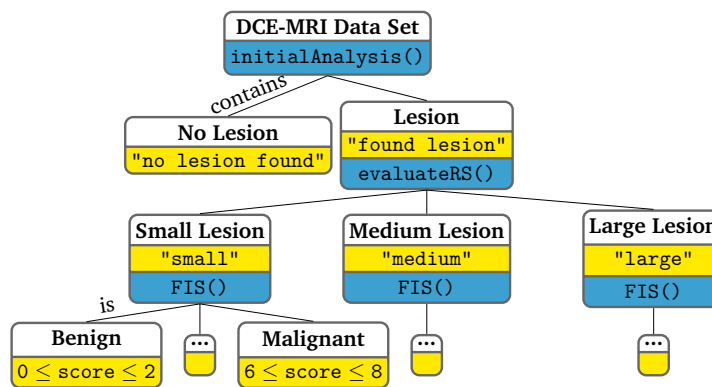 DCE-MRI Data Set
initialAnalysis()
contains
No Lesion
"no lesion found"
Lesion
"found lesion"
evaluateRS()
Small Lesion
"small"
FIS()
Medium Lesion
"medium"
FIS()
Large Lesion
"large"
FIS()
is
Benign
0 ≤ score ≤ 2
...
Malignant
6 ≤ score ≤ 8
...
...